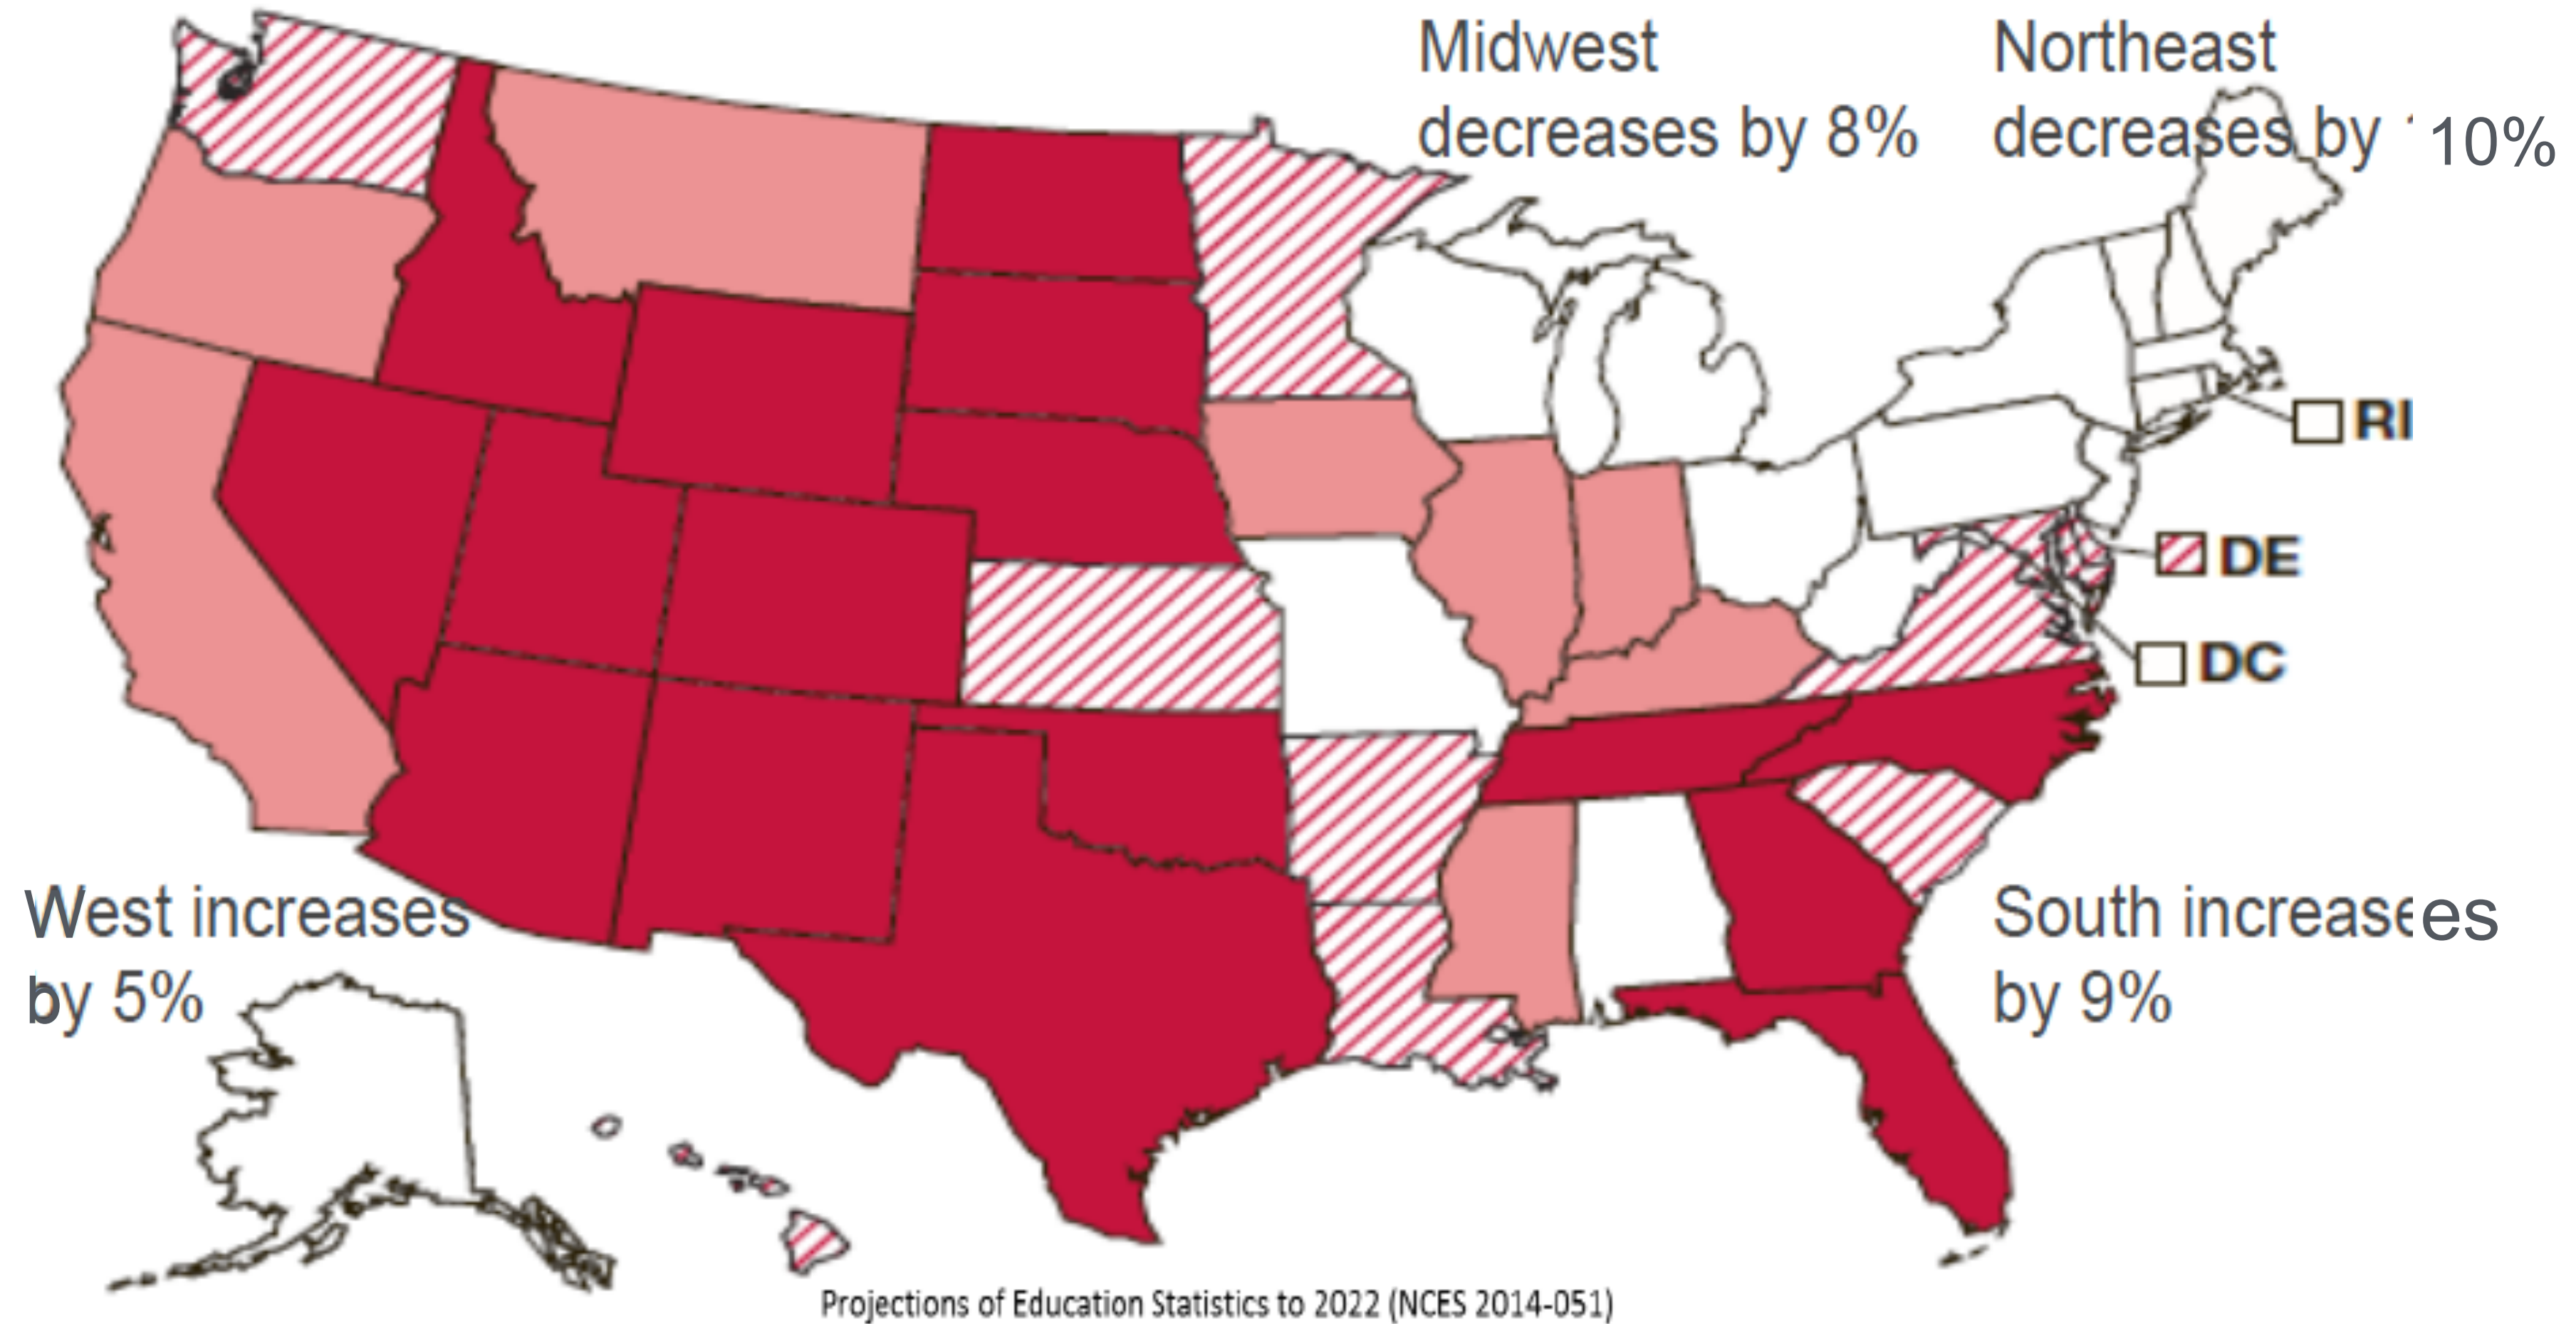 Midwest
decreases by 8%
Northeast
decreases by 10%
RI
DE
DC
West increases
by 5%
South increasees
by 9%
Projections of Education Statistics to 2022 (NCES 2014-051)